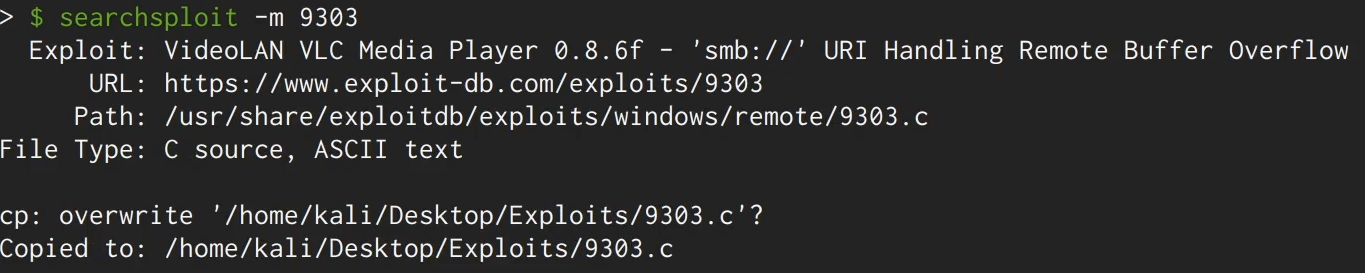 > $ searchsploit -m 9303
Exploit: VideoLAN VLC Media Player 0.8.6f - 'smb://' URI Handling Remote Buffer Overflow
URL: https://www.exploit-db.com/exploits/9303
Path: /usr/share/exploitdb/exploits/windows/remote/9303.c
File Type: C source, ASCII text
cp: overwrite '/home/kali/Desktop/Exploits/9303.c'?
Copied to: /home/kali/Desktop/Exploits/9303.c